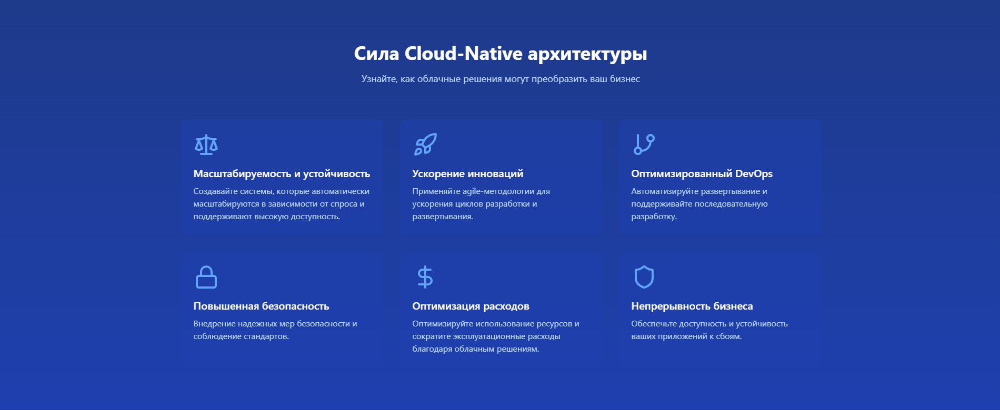 Сила Cloud-Native архитектуры
Узнайте, как облачные решения могут преобразить ваш бизнес
Масштабируемость и устойчивость
Создавайте системы, которые автоматически
масштабируются в зависимости от спроса и
поддерживают высокую доступность.
Ускорение инноваций
Применяйте agile-методологии для
ускорения циклов разработки и
развертывания.
Оптимизированный DevOps
Автоматизируйте развертывание и
поддерживайте последовательную
разработку.
Повышенная безопасность
Внедрение надежных мер безопасности и
соблюдение стандартов.
Оптимизация расходов
Оптимизируйте использование ресурсов и
сократите эксплуатационные расходы
благодаря облачным решениям.
Непрерывность бизнеса
Обеспечьте доступность и устойчивость
ваших приложений к сбоям.